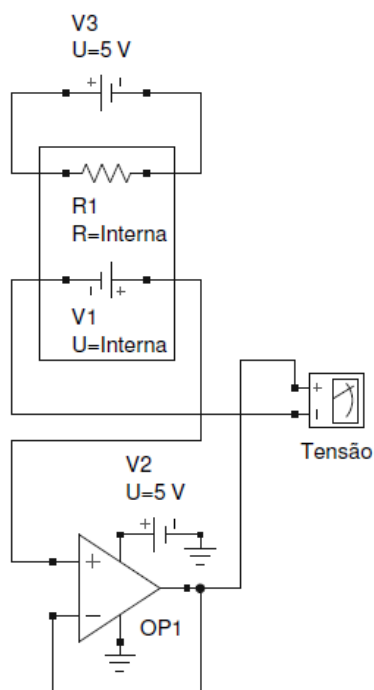 V3
U=5 V
+ -
R1
R=Interna
- +
V1
U=Interna
+
-
Tensão
V2
U=5 V
+ -
+
−
OP1